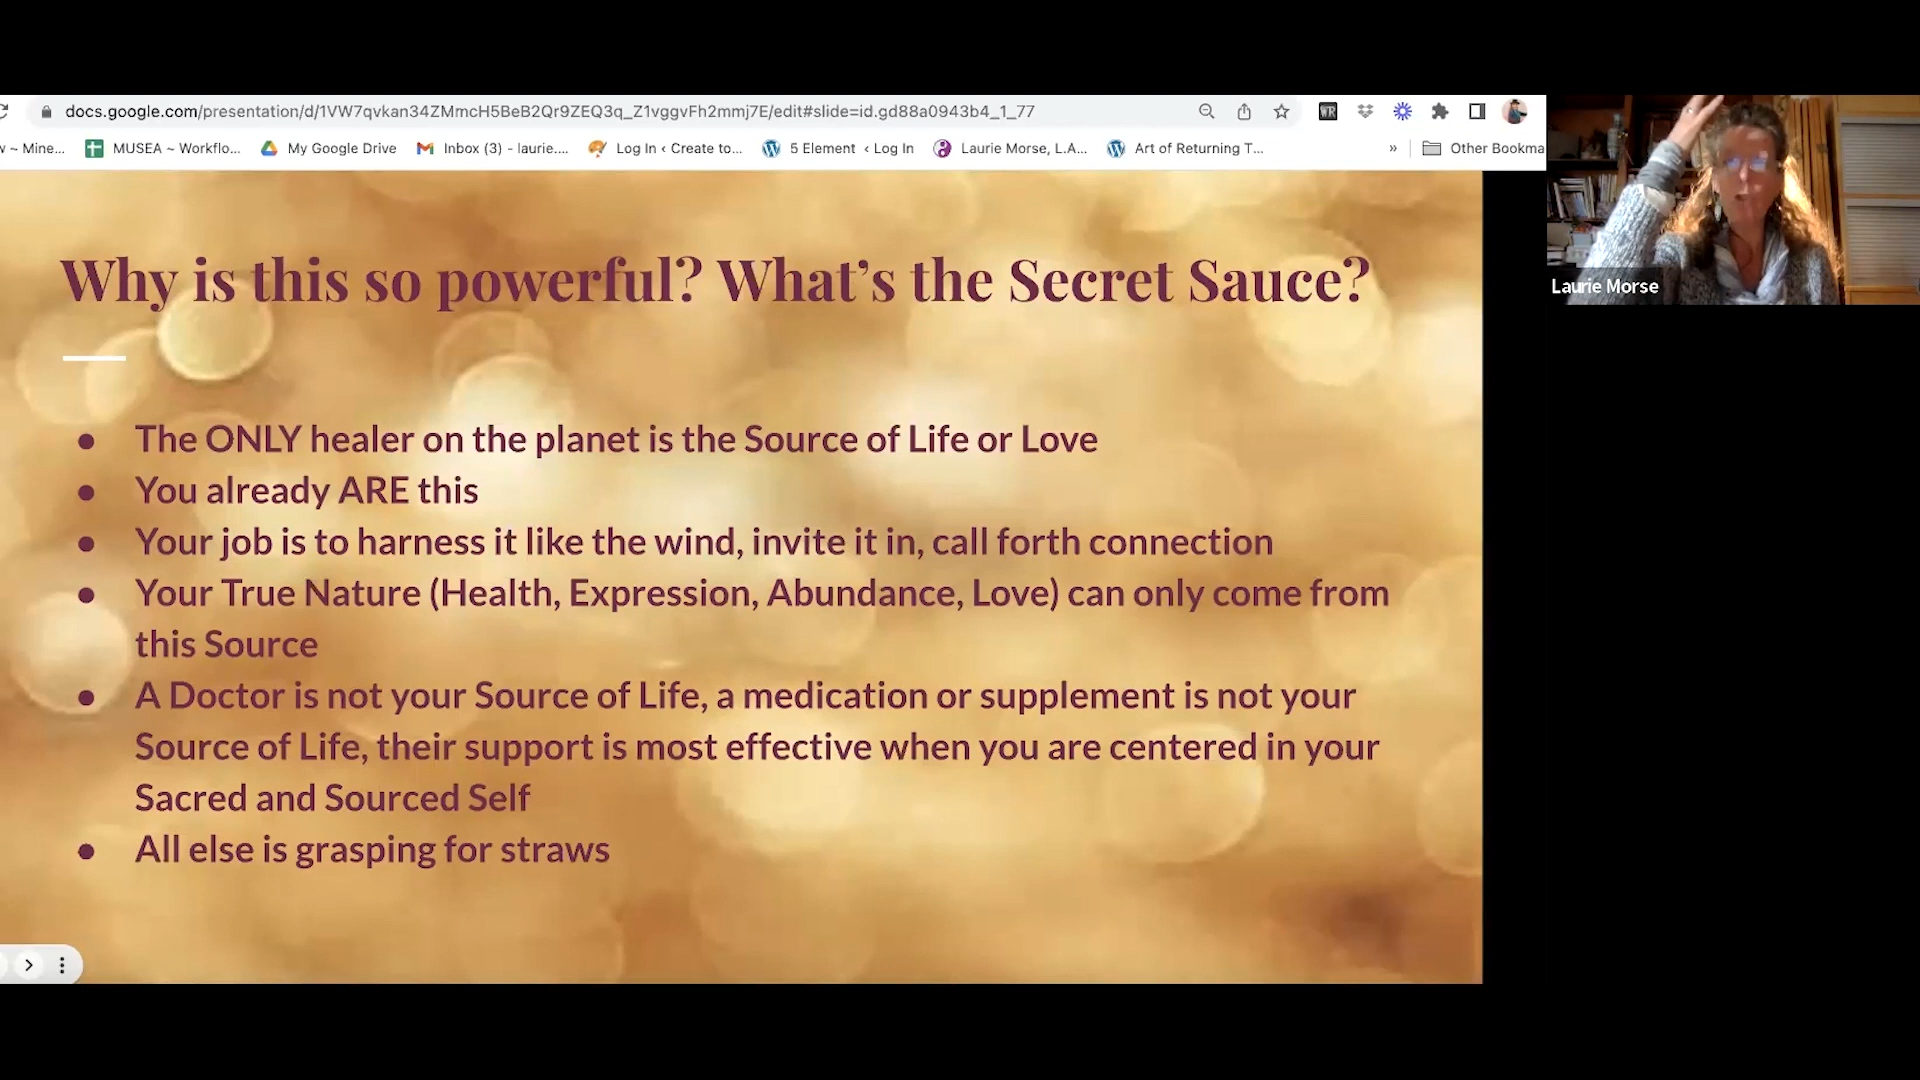 docs.google.com/presentation/d/1VW7qvkan34ZMmcH5BeB2Qr9ZEQ3q_Z1vggvFh2mmj7E/edit#slide=id.gd88a0943b4_1_77
WR
~ Mine... MUSEA ~ Workflo... My Google Drive Inbox (3) - laurie.... Log In ‹ Create to... 5 Element ‹ Log In Laurie Morse, L.A... Art of Returning T... » Other Bookma
Laurie Morse
Why is this so powerful? What's the Secret Sauce?
● The ONLY healer on the planet is the Source of Life or Love
● You already ARE this
● Your job is to harness it like the wind, invite it in, call forth connection
● Your True Nature (Health, Expression, Abundance, Love) can only come from
this Source
● A Doctor is not your Source of Life, a medication or supplement is not your
Source of Life, their support is most effective when you are centered in your
Sacred and Sourced Self
● All else is grasping for straws